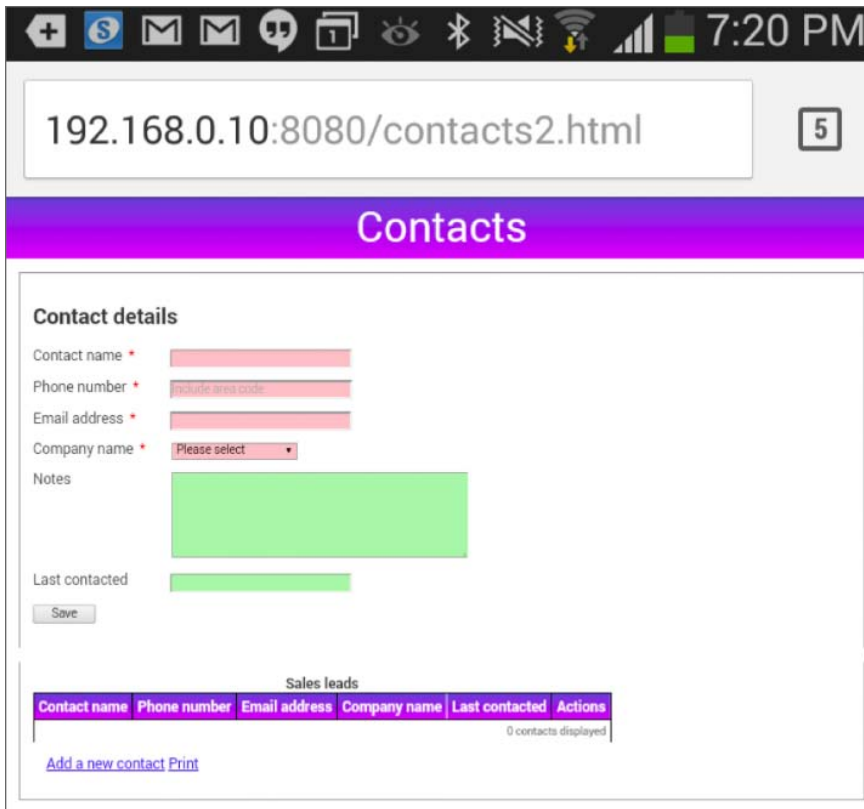 1 7:20 PM
192.168.0.10:8080/contacts2.html 5
Contacts
Contact details
Contact name *
Phone number * Include area code
Email address *
Company name * Please select
Notes
Last contacted
Save
Sales leads
Contact name Phone number Email address Company name Last contacted Actions
0 contacts displayed
Add a new contact Print